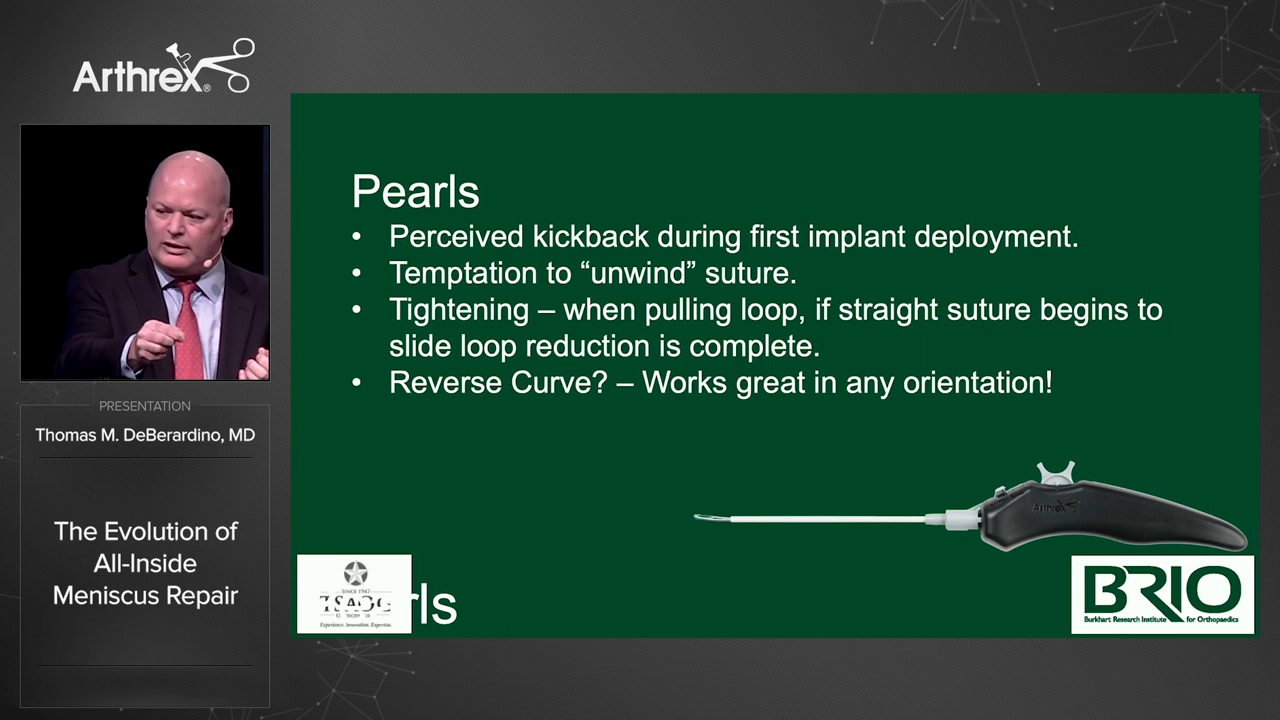 Arthrex®
PRESENTATION
Thomas M. DeBerardino, MD
The Evolution of
All-Inside
Meniscus Repair
Pearls
• Perceived kickback during first implant deployment.
• Temptation to “unwind” suture.
• Tightening – when pulling loop, if straight suture begins to
slide loop reduction is complete.
• Reverse Curve? – Works great in any orientation!
Arthrex
SINCE 1947
TSAOG
Experience. Innovation. Expertise.
rls
BRIO
Burkhart Research Institute for Orthopaedics